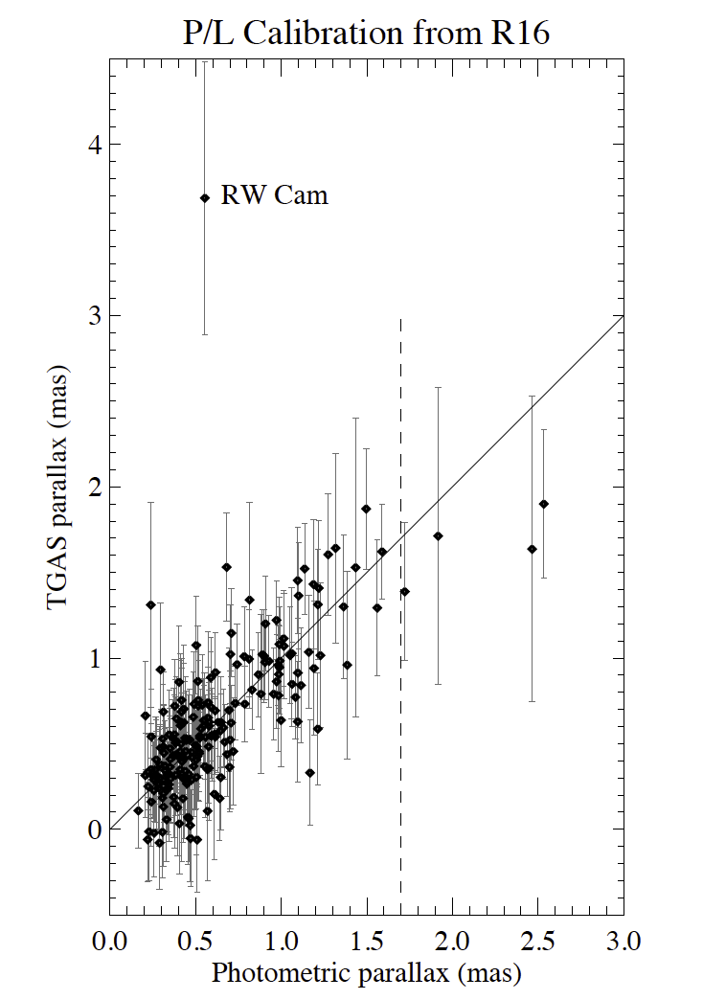 P/L Calibration from R16
4
RW Cam
3
2
1
0
TGAS parallax (mas)
0.0 0.5 1.0 1.5 2.0 2.5 3.0
Photometric parallax (mas)